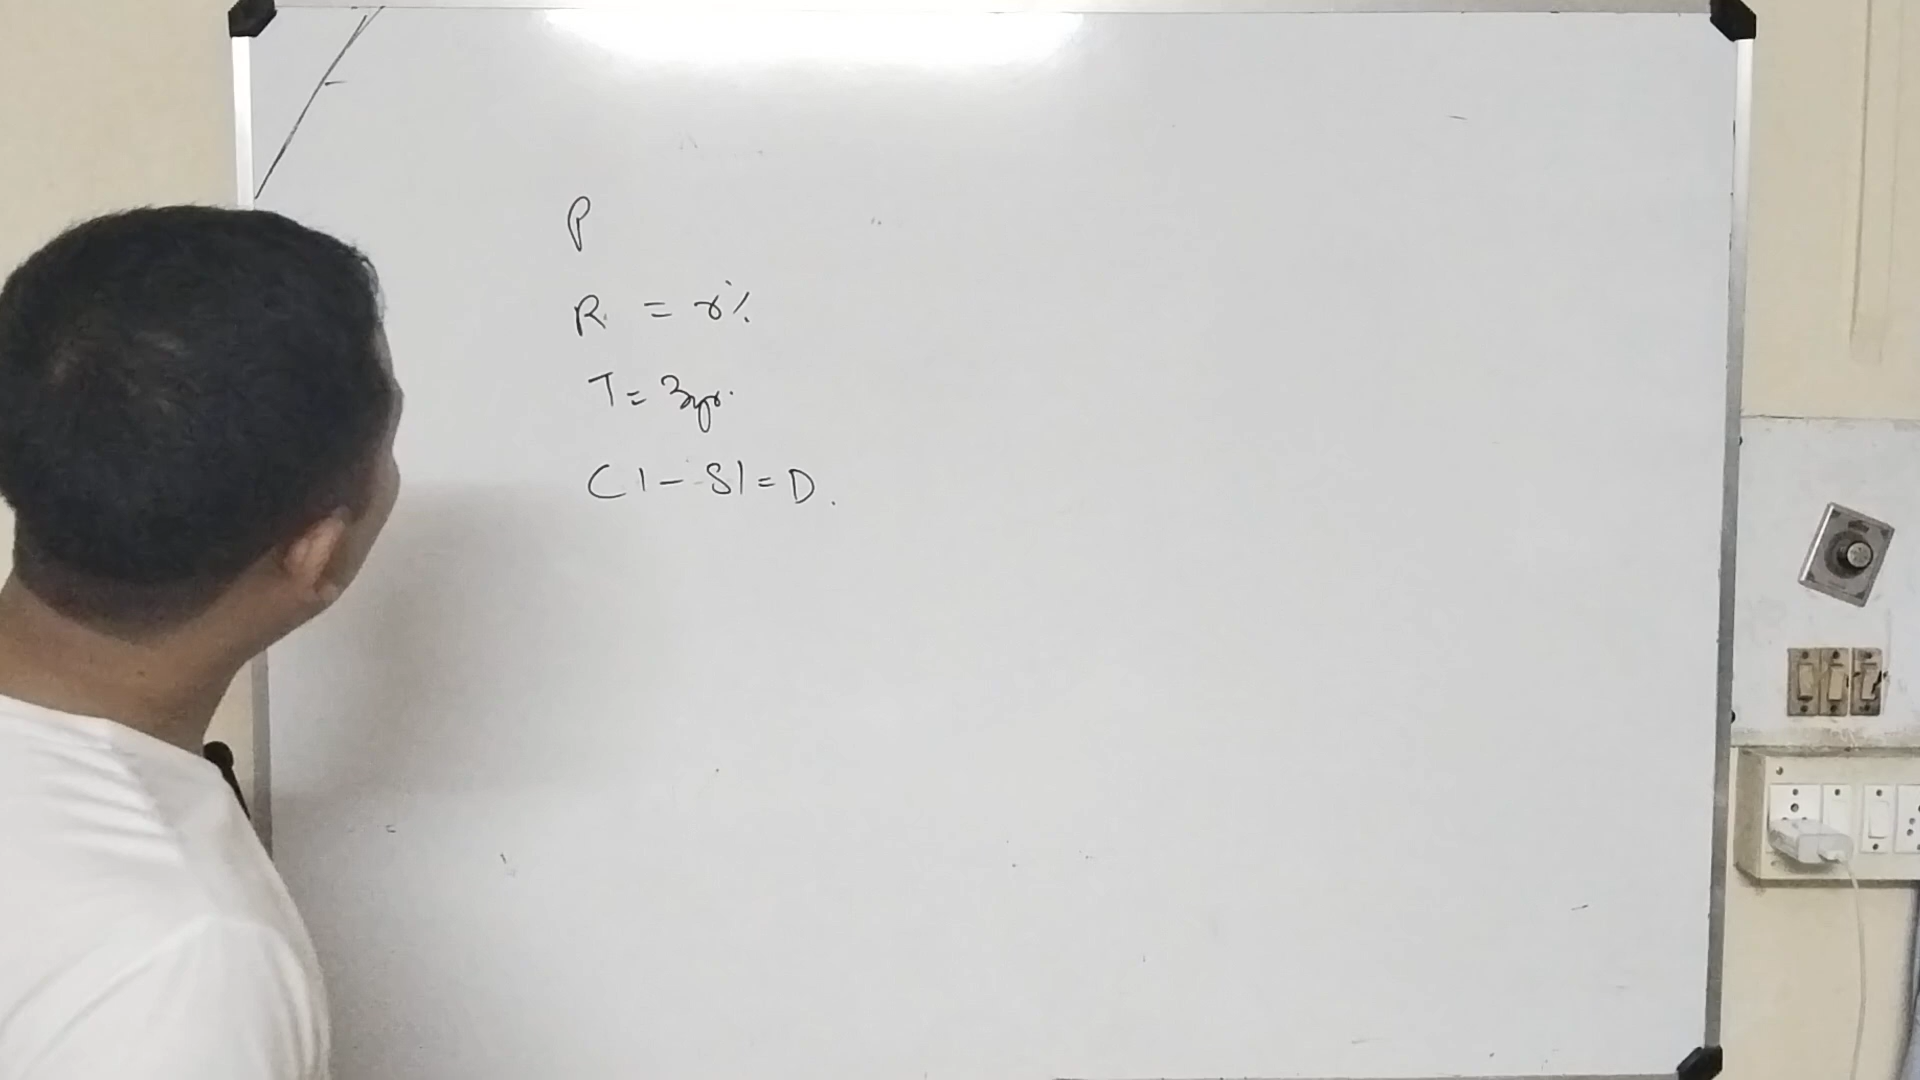 P
R = r%
T = 3yr.
CI - SI = D.